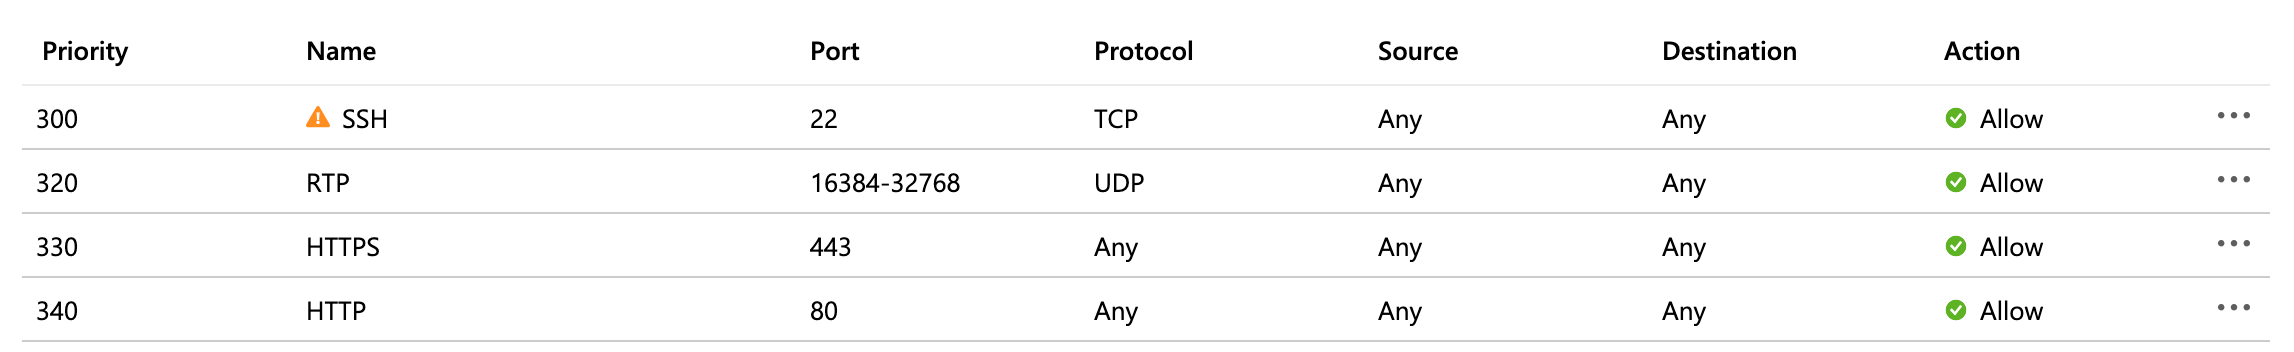 Priority Name Port Protocol Source Destination Action
300 SSH 22 TCP Any Any Allow
320 RTP 16384-32768 UDP Any Any Allow
330 HTTPS 443 Any Any Any Allow
340 HTTP 80 Any Any Any Allow